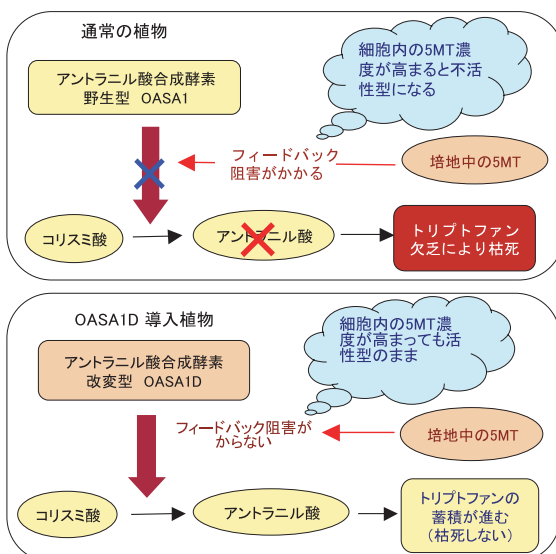 通常の植物
アントラニル酸合成酵素
野生型 OASA1
細胞内の5MT濃
度が高まると不活
性型になる
フィードバック
阻害がかかる
培地中の5MT
コリスミ酸
アントラニル酸
トリプトファン
欠乏により枯死
OASA1D 導入植物
アントラニル酸合成酵素
改変型 OASA1D
細胞内の5MT濃
度が高まっても活
性型のまま
フィードバック阻害が
からない
培地中の5MT
コリスミ酸
アントラニル酸
トリプトファンの
蓄積が進む
(枯死しない)